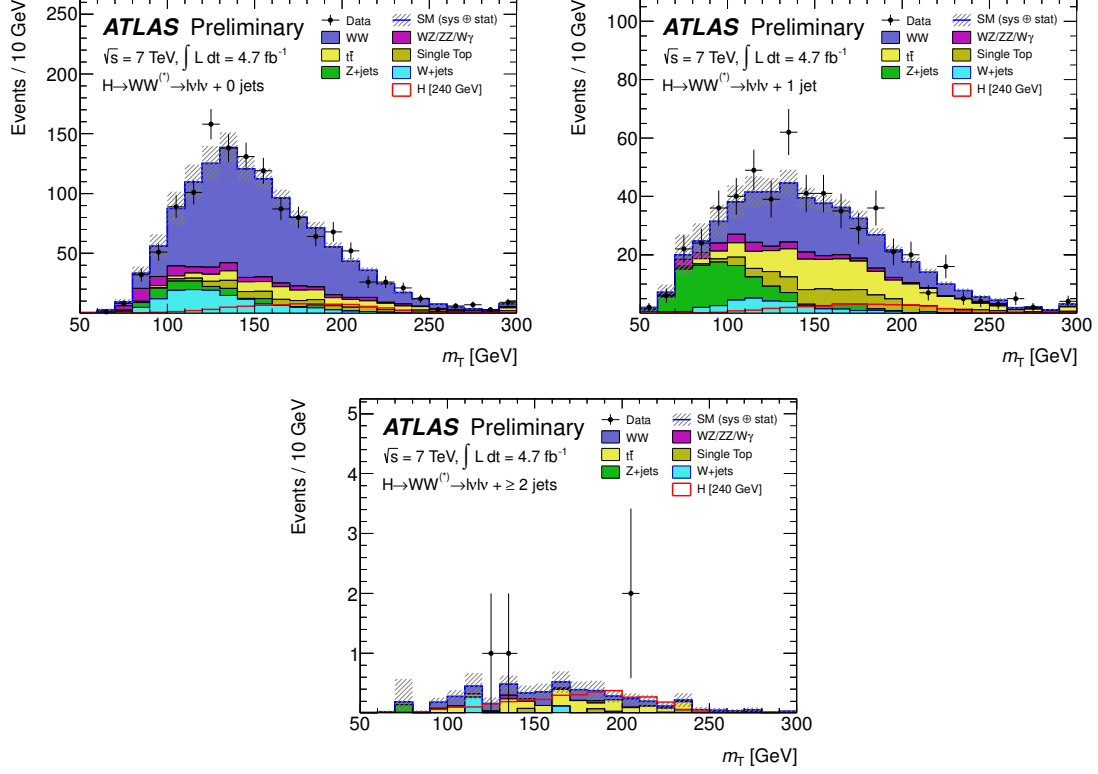 Events / 10 GeV
250
200
150
100
50
ATLAS Preliminary
√s = 7 TeV, ∫ L dt = 4.7 fb⁻¹
H→WW⁽*⁾→lνlν + 0 jets
Data
SM (sys ⊕ stat)
WW
WZ/ZZ/Wγ
tt̄
Single Top
Z+jets
W+jets
H [240 GeV]
50 100 150 200 250 300
m_T [GeV]
Events / 10 GeV
100
80
60
40
20
ATLAS Preliminary
√s = 7 TeV, ∫ L dt = 4.7 fb⁻¹
H→WW⁽*⁾→lνlν + 1 jet
Data
SM (sys ⊕ stat)
WW
WZ/ZZ/Wγ
tt̄
Single Top
Z+jets
W+jets
H [240 GeV]
50 100 150 200 250 300
m_T [GeV]
Events / 10 GeV
5
4
3
2
1
ATLAS Preliminary
√s = 7 TeV, ∫ L dt = 4.7 fb⁻¹
H→WW⁽*⁾→lνlν + ≥ 2 jets
Data
SM (sys ⊕ stat)
WW
WZ/ZZ/Wγ
tt̄
Single Top
Z+jets
W+jets
H [240 GeV]
50 100 150 200 250 300
m_T [GeV]